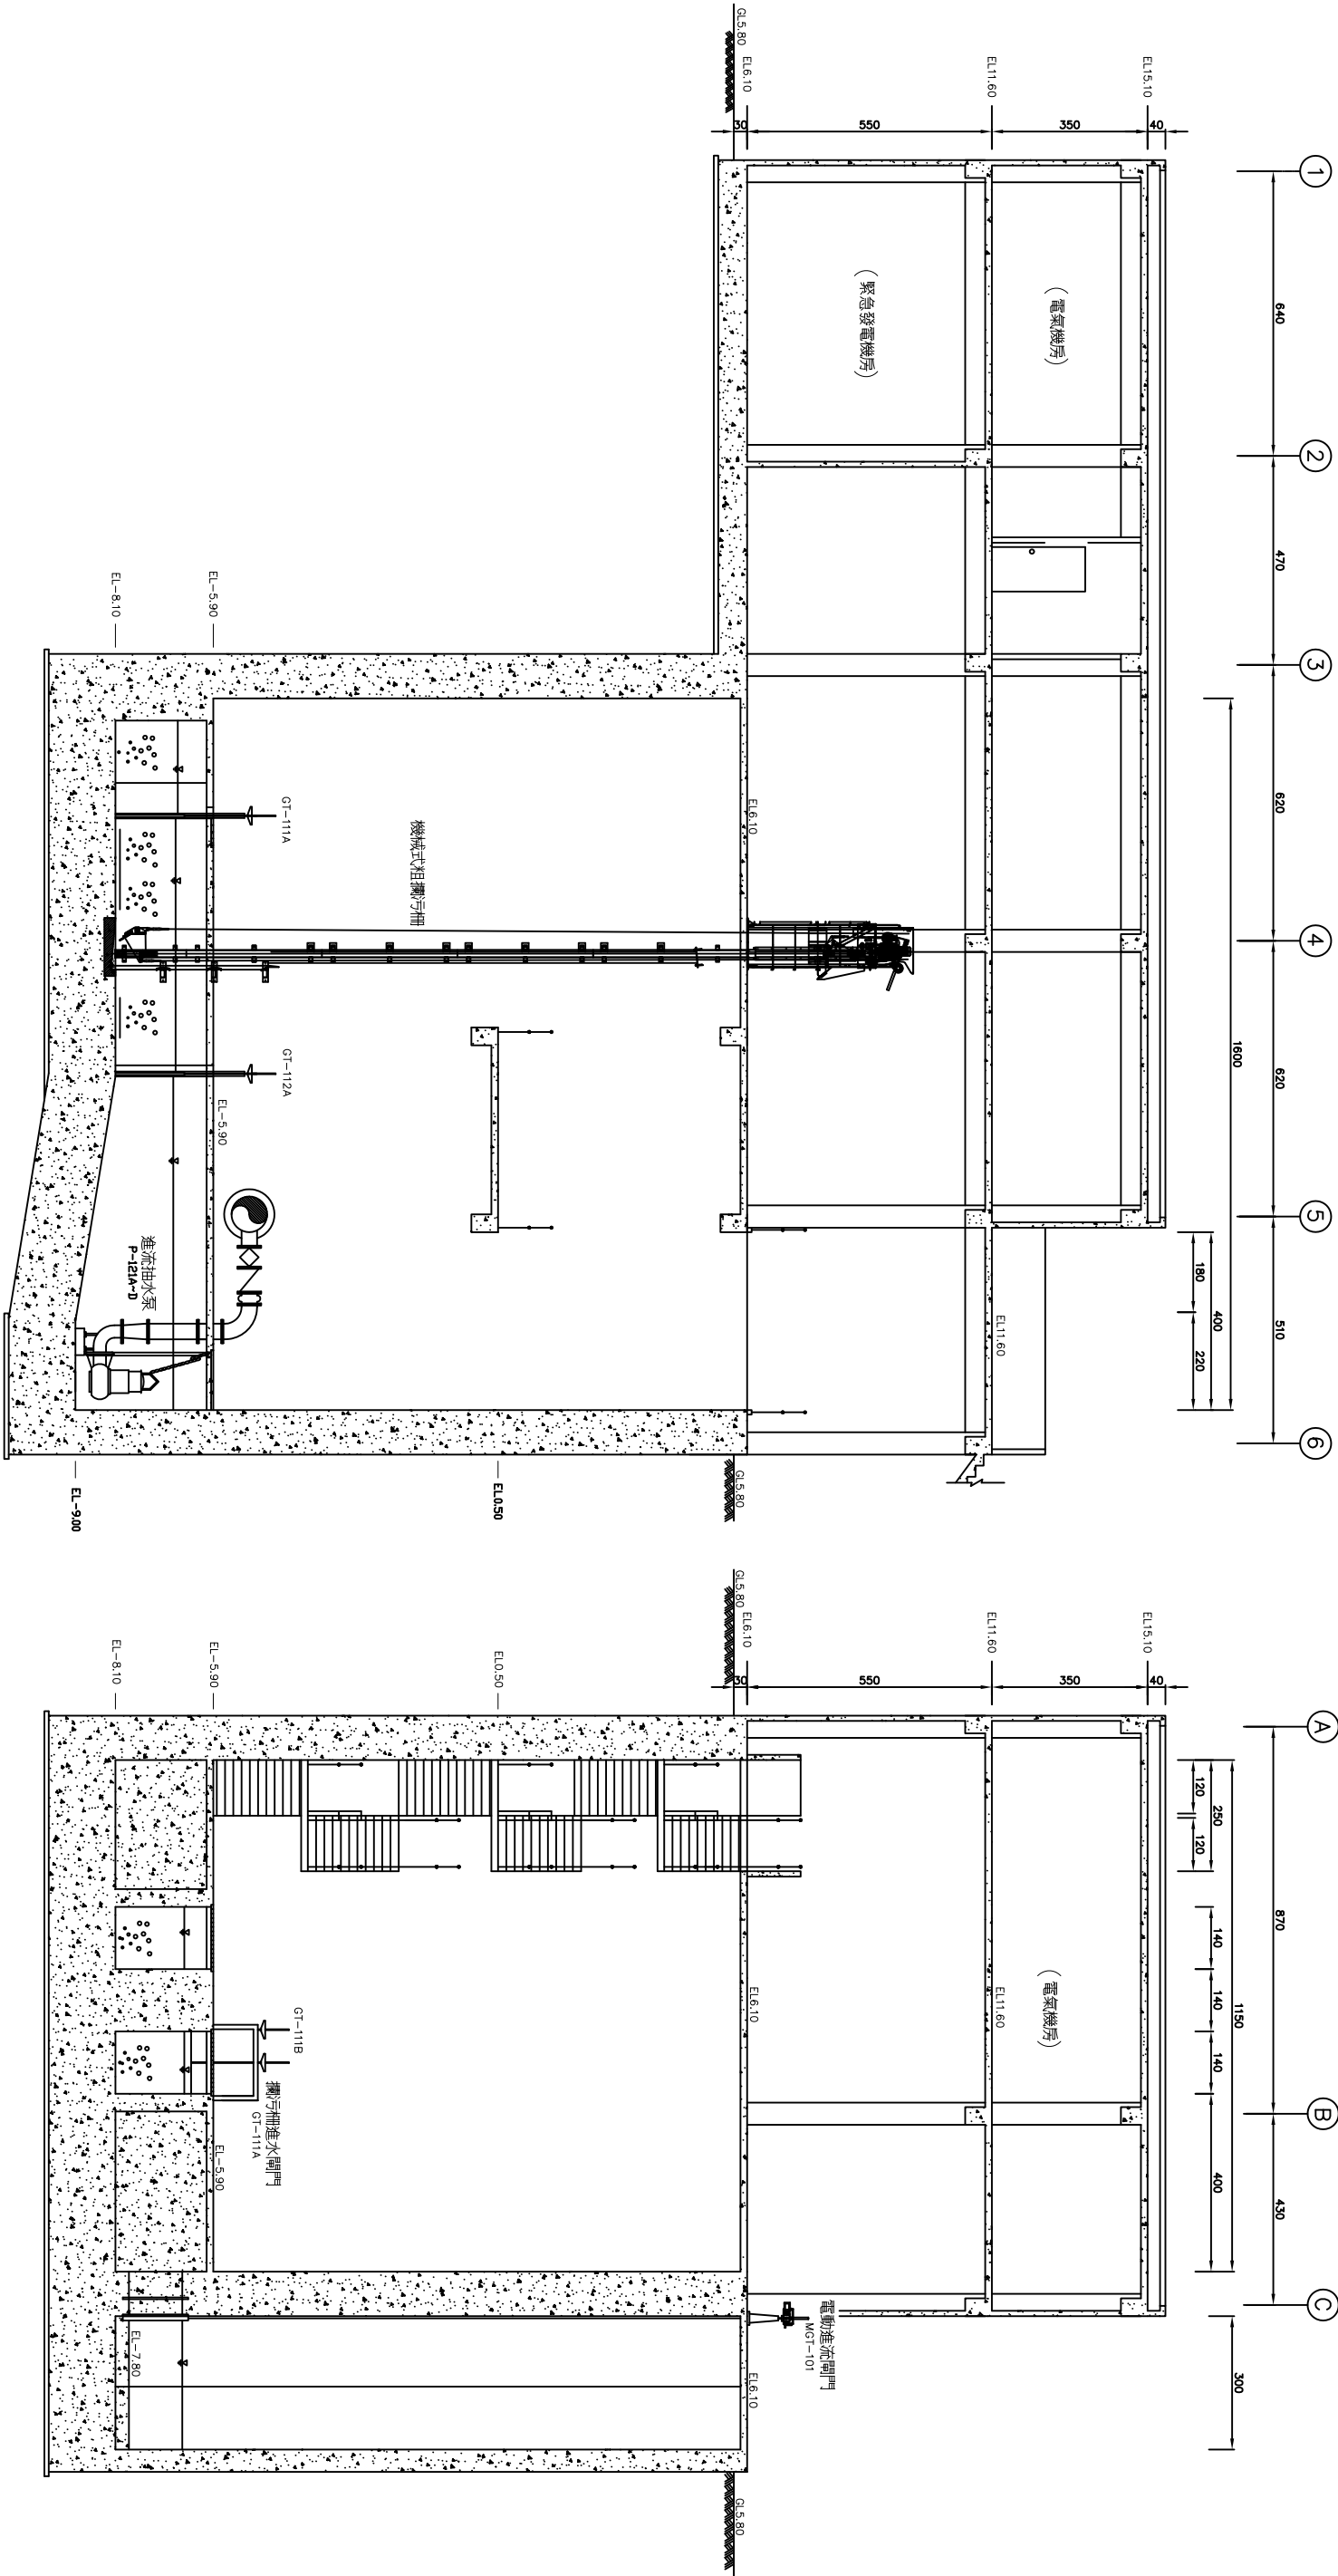 1
2
3
4
5
6
640
470
620
620
510
1600
400
180
220
EL15.10
EL11.60
EL6.10
GL5.80
40
350
550
30
(電氣機房)
(緊急發電機房)
EL11.60
EL6.10
GL5.80
機械式粗攔污柵
EL0.50
GT-111A
GT-112A
EL-5.90
EL-5.90
EL-8.10
進流抽水泵
P-121A~D
EL-9.00
A
B
C
870
430
1150
300
250
120
120
140
140
140
400
EL15.10
EL11.60
EL6.10
GL5.80
40
350
550
30
(電氣機房)
EL11.60
EL6.10
電動進流閘門
MGT-101
EL6.10
GL5.80
EL0.50
GT-111B
攔污柵進水閘門
GT-111A
EL-5.90
EL-5.90
EL-8.10
EL-7.80